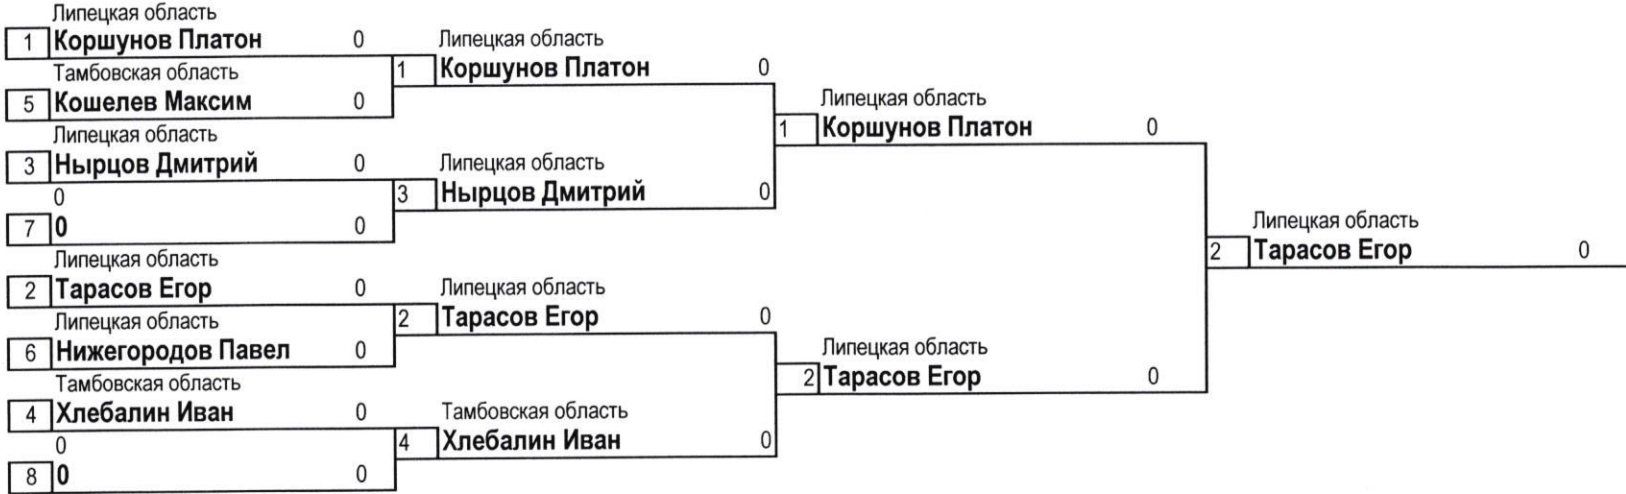 Липецкая область
1 Коршунов Платон 0
Тамбовская область
5 Кошелев Максим 0
Липецкая область
3 Нырцов Дмитрий 0
0
7 0 0
Липецкая область
2 Тарасов Егор 0
Липецкая область
6 Нижегородов Павел 0
Тамбовская область
4 Хлебалин Иван 0
0
8 0 0
Липецкая область
1 Коршунов Платон 0
Липецкая область
3 Нырцов Дмитрий 0
Липецкая область
2 Тарасов Егор 0
Тамбовская область
4 Хлебалин Иван 0
Липецкая область
1 Коршунов Платон 0
Липецкая область
2 Тарасов Егор 0
Липецкая область
2 Тарасов Егор 0